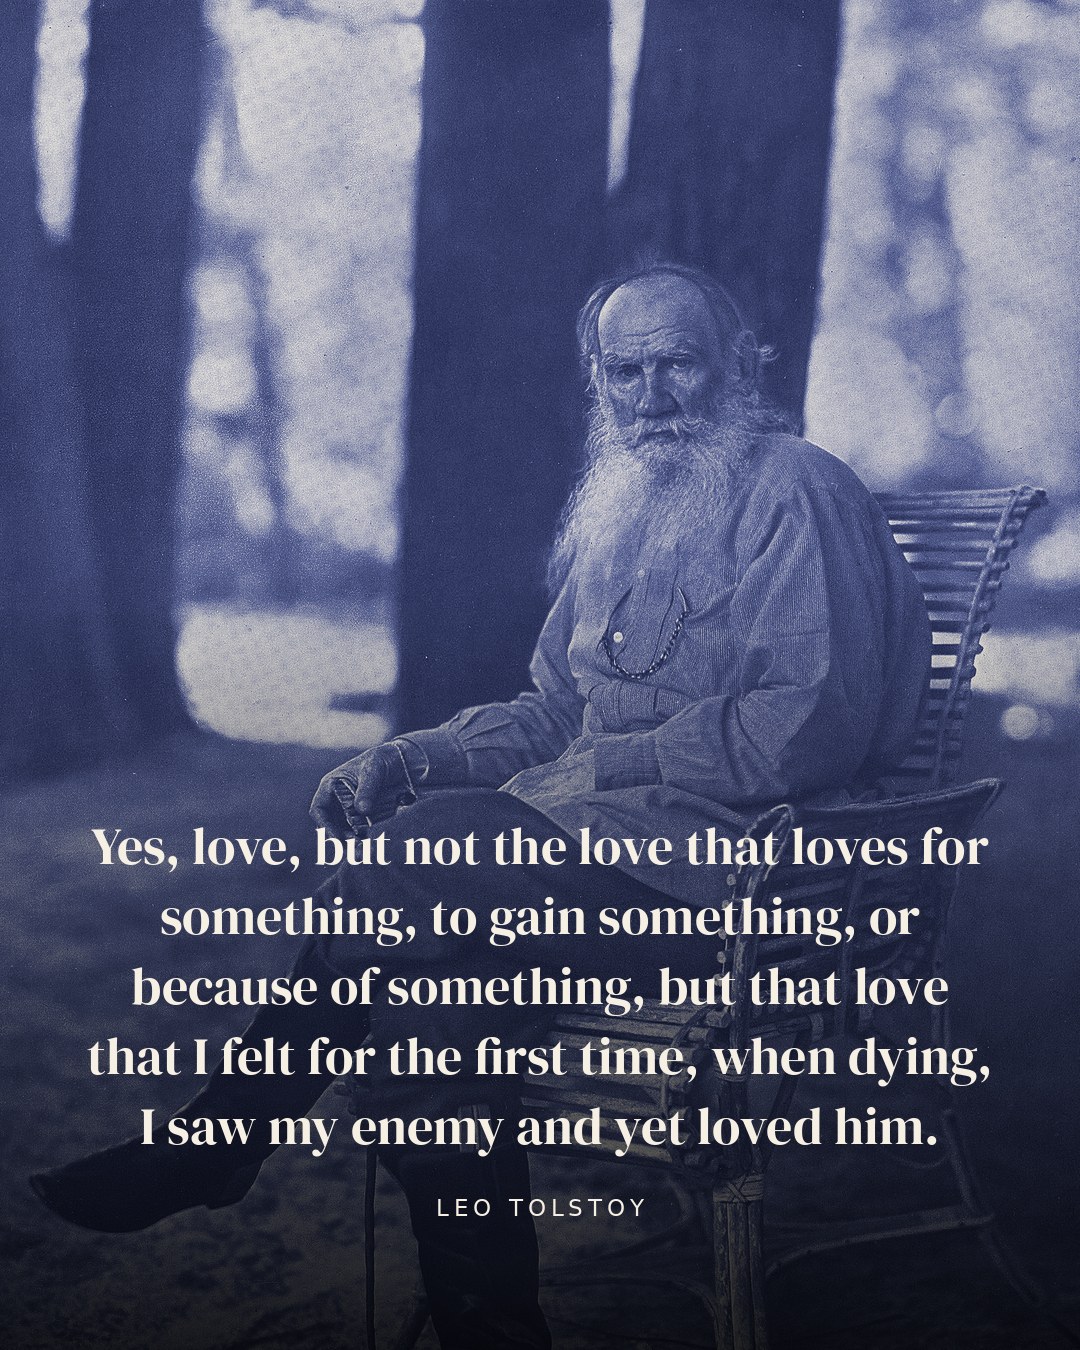 Yes, love, but not the love that loves for
something, to gain something, or
because of something, but that love
that I felt for the first time, when dying,
I saw my enemy and yet loved him.
LEO TOLSTOY